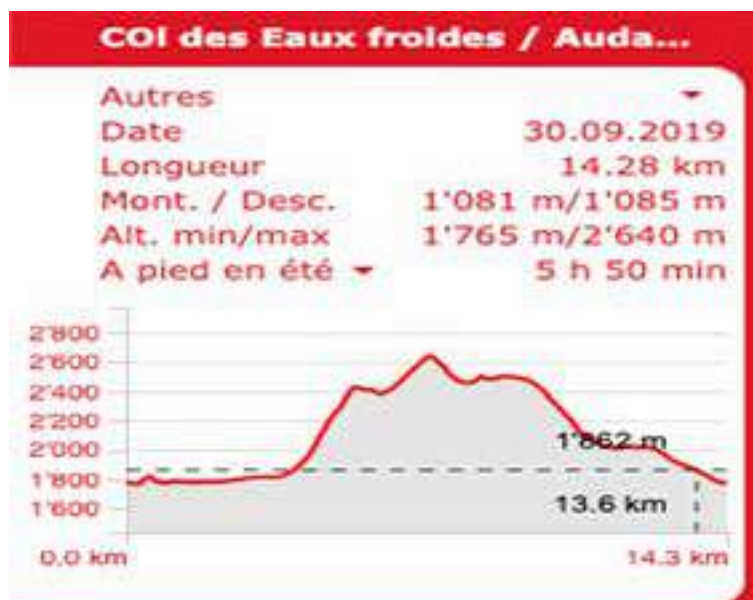 COl des Eaux froides / Auda...
Autres
Date 30.09.2019
Longueur 14.28 km
Mont. / Desc. 1'081 m/1'085 m
Alt. min/max 1'765 m/2'640 m
A pied en été 5 h 50 min
2'800
2'600
2'400
2'200
2'000
1'862 m
1'800
1'600
13.6 km
0.0 km 14.3 km